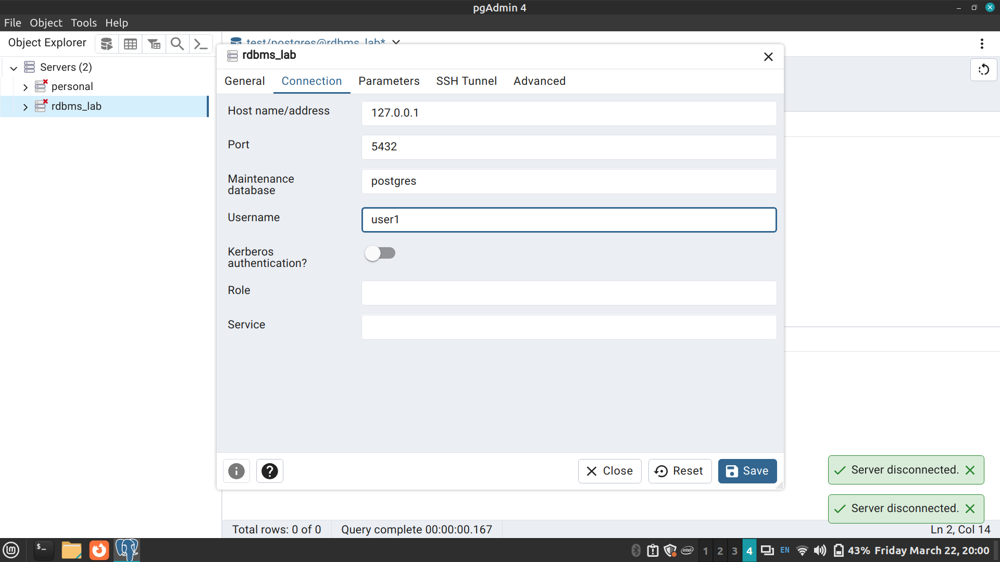 pgAdmin 4
File Object Tools Help
Object Explorer
test/postgres@rdbms_lab*
Servers (2)
personal
rdbms_lab
rdbms_lab
General Connection Parameters SSH Tunnel Advanced
Host name/address 127.0.0.1
Port 5432
Maintenance
database
postgres
Username user1
Kerberos
authentication?
Role
Service
Close Reset Save
Server disconnected.
Server disconnected.
Total rows: 0 of 0 Query complete 00:00:00.167 Ln 2, Col 14
$_ intel 1 2 3 4 EN 43% Friday March 22, 20:00